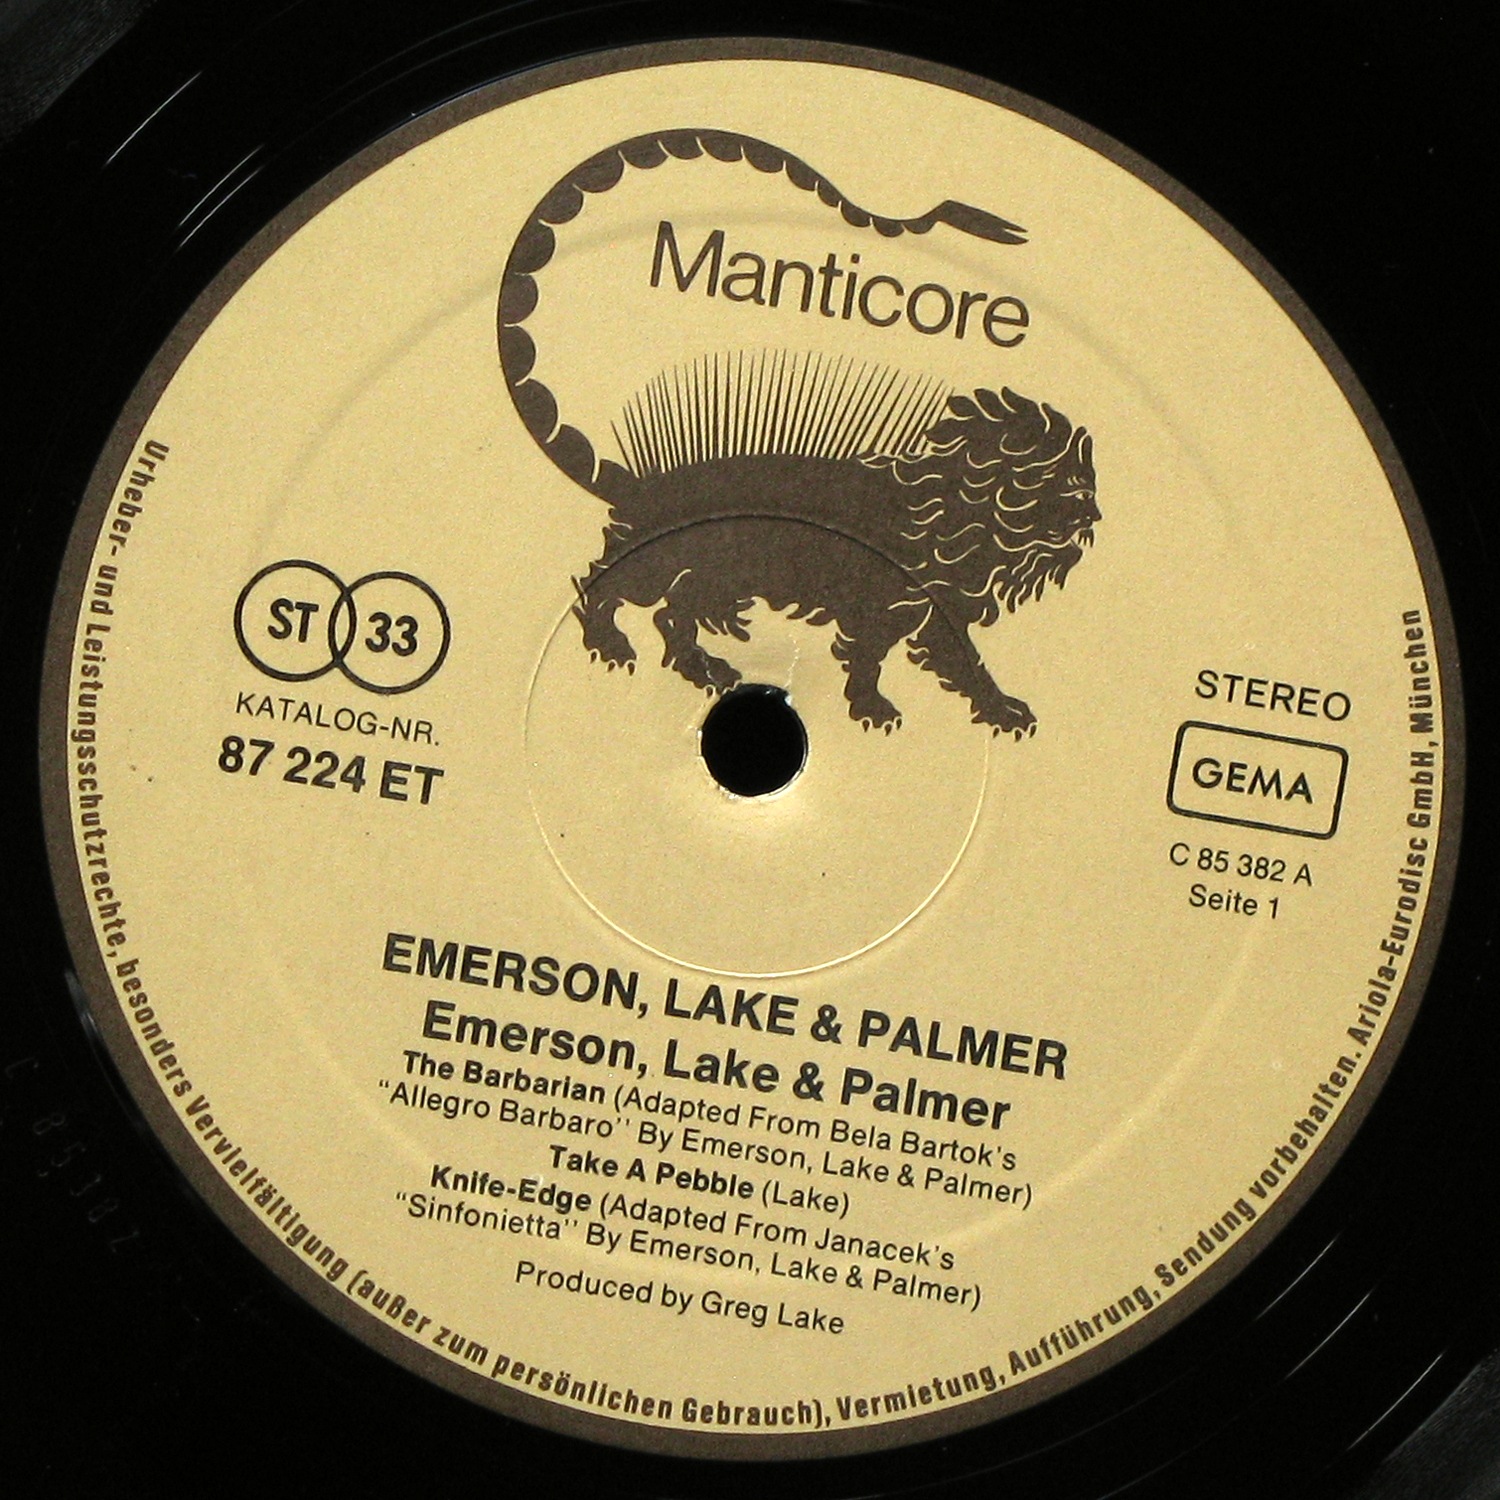 Manticore
ST 33
KATALOG-NR.
87 224 ET
STEREO
GEMA
C 85 382 A
Seite 1
EMERSON, LAKE & PALMER
Emerson, Lake & Palmer
The Barbarian (Adapted From Bela Bartok's
"Allegro Barbaro" By Emerson, Lake & Palmer)
Take A Pebble (Lake)
Knife-Edge (Adapted From Janacek's
"Sinfonietta" By Emerson, Lake & Palmer)
Produced by Greg Lake
Urheber- und Leistungsschutzrechte, besonders Vervielfältigung (außer zum persönlichen Gebrauch), Vermietung, Aufführung, Sendung vorbehalten. Ariola-Eurodisc GmbH, München